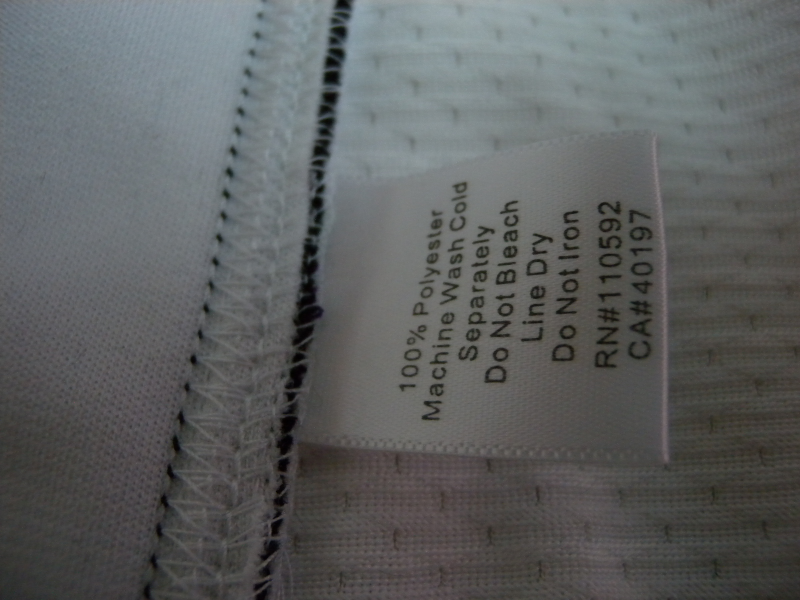 100% Polyester
Machine Wash Cold
Separately
Do Not Bleach
Line Dry
Do Not Iron
RN#110592
CA#40197